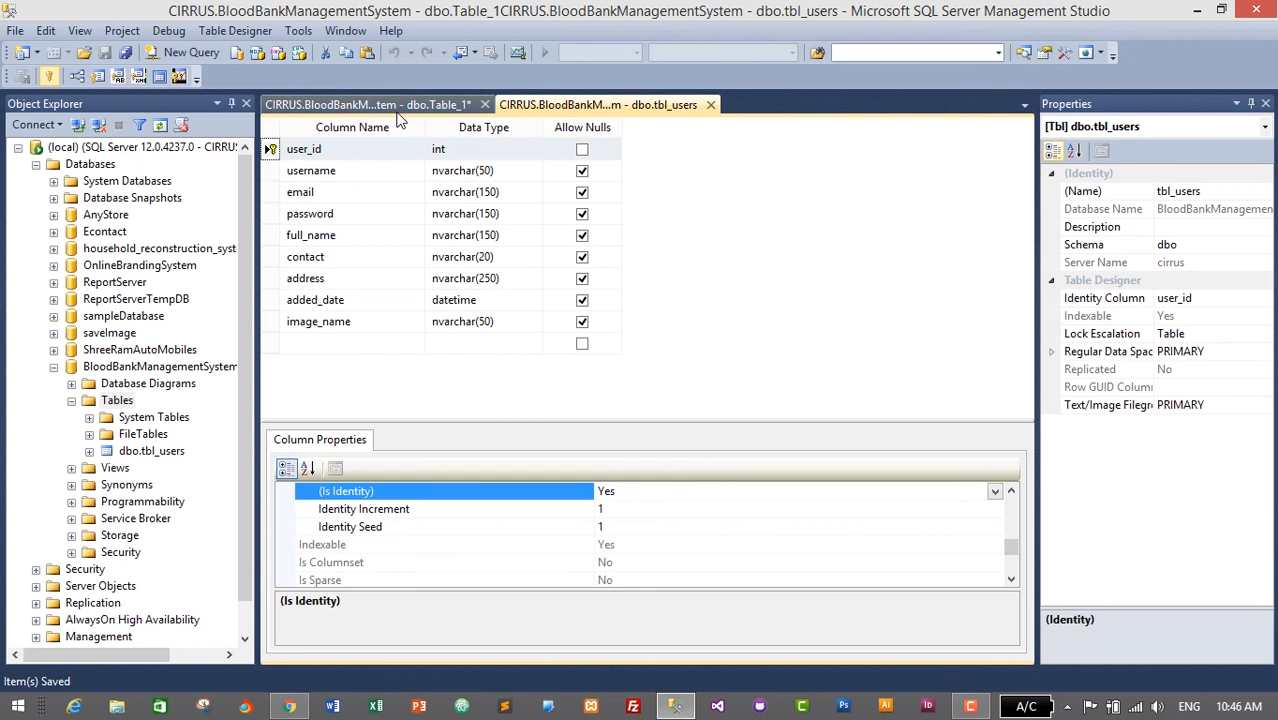 CIRRUS.BloodBankManagementSystem - dbo.Table_1CIRRUS.BloodBankManagementSystem - dbo.tbl_users - Microsoft SQL Server Management Studio
File Edit View Project Debug Table Designer Tools Window Help
New Query
Object Explorer
Connect
(local) (SQL Server 12.0.4237.0 - CIRR
Databases
System Databases
Database Snapshots
AnyStore
Econtact
household_reconstruction_syst
OnlineBrandingSystem
ReportServer
ReportServerTempDB
sampleDatabase
saveImage
ShreeRamAutoMobiles
BloodBankManagementSystem
Database Diagrams
Tables
System Tables
FileTables
dbo.tbl_users
Views
Synonyms
Programmability
Service Broker
Storage
Security
Security
Server Objects
Replication
AlwaysOn High Availability
Management
CIRRUS.BloodBankM...tem - dbo.Table_1* CIRRUS.BloodBankM...m - dbo.tbl_users
Column Name Data Type Allow Nulls
user_id int
username nvarchar(50)
email nvarchar(150)
password nvarchar(150)
full_name nvarchar(150)
contact nvarchar(20)
address nvarchar(250)
added_date datetime
image_name nvarchar(50)
Column Properties
(Is Identity) Yes
Identity Increment 1
Identity Seed 1
Indexable Yes
Is Columnset No
Is Sparse No
(Is Identity)
Properties
[Tbl] dbo.tbl_users
(Identity)
(Name) tbl_users
Database Name BloodBankManagemen
Description
Schema dbo
Server Name cirrus
Table Designer
Identity Column user_id
Indexable Yes
Lock Escalation Table
Regular Data Spac PRIMARY
Replicated No
Row GUID Column
Text/Image Filegr PRIMARY
(Identity)
Item(s) Saved
A/C ENG 10:46 AM